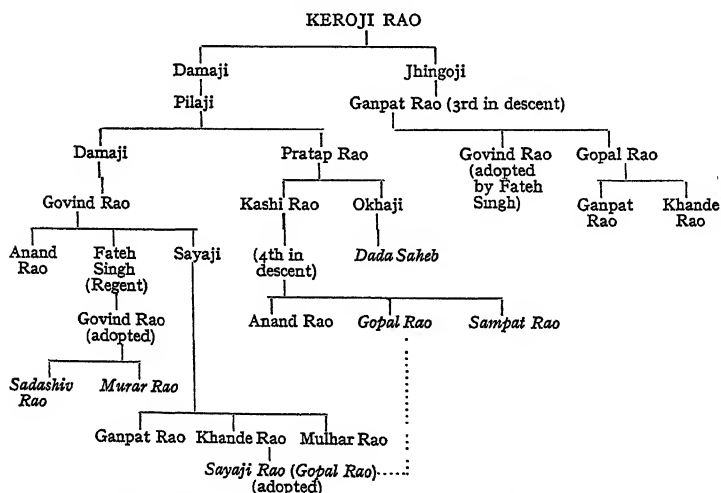 KEROJI RAO
Damaji
Jhingoji
Pilaji
Ganpat Rao (3rd in descent)
Damaji
Pratap Rao
Govind Rao
(adopted
by Fateh
Singh)
Gopal Rao
Govind Rao
Kashi Rao
Okhaji
Ganpat
Rao
Khande
Rao
Anand
Rao
Fateh
Singh
(Regent)
Sayaji
(4th in
descent)
Dada Saheb
Govind Rao
(adopted)
Anand Rao
Gopal Rao
Sampat Rao
Sadashiv
Rao
Murar Rao
Ganpat Rao
Khande Rao
Mulhar Rao
Sayaji Rao (Gopal Rao)
(adopted)